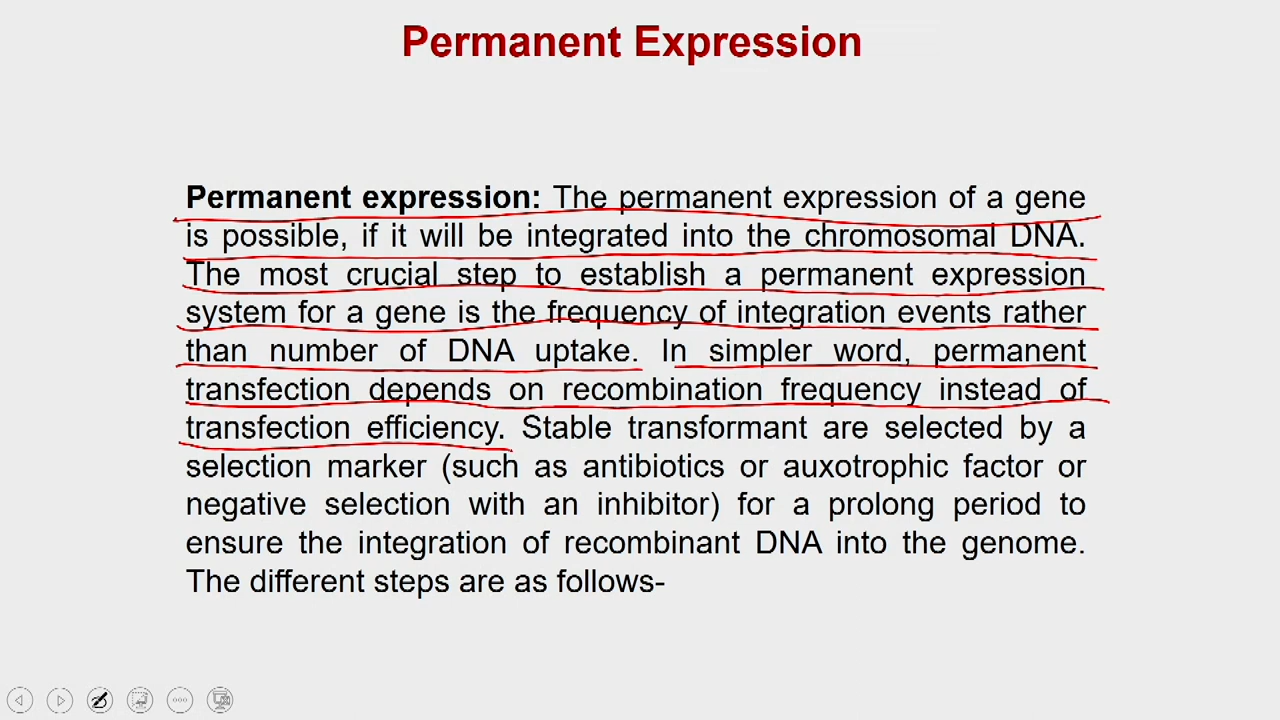 Permanent Expression
Permanent expression: The permanent expression of a gene
is possible, if it will be integrated into the chromosomal DNA.
The most crucial step to establish a permanent expression
system for a gene is the frequency of integration events rather
than number of DNA uptake. In simpler word, permanent
transfection depends on recombination frequency instead of
transfection efficiency. Stable transformant are selected by a
selection marker (such as antibiotics or auxotrophic factor or
negative selection with an inhibitor) for a prolong period to
ensure the integration of recombinant DNA into the genome.
The different steps are as follows-